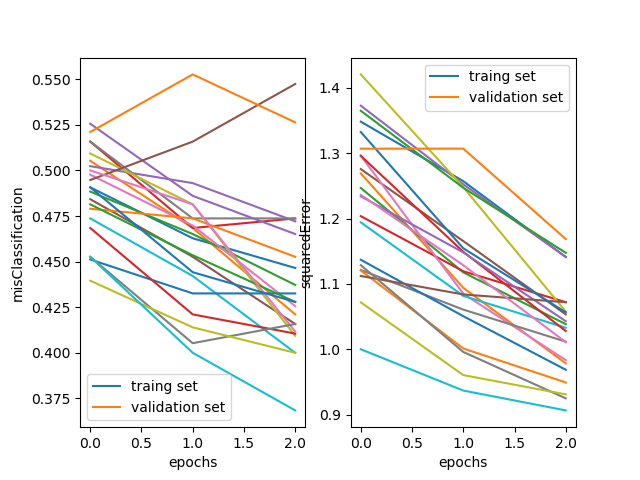 misClassification
0.550
0.525
0.500
0.475
0.450
0.425
0.400
0.375
traing set
validation set
0.0 0.5 1.0 1.5 2.0
epochs
squaredError
1.4
1.3
1.2
1.1
1.0
0.9
traing set
validation set
0.0 0.5 1.0 1.5 2.0
epochs